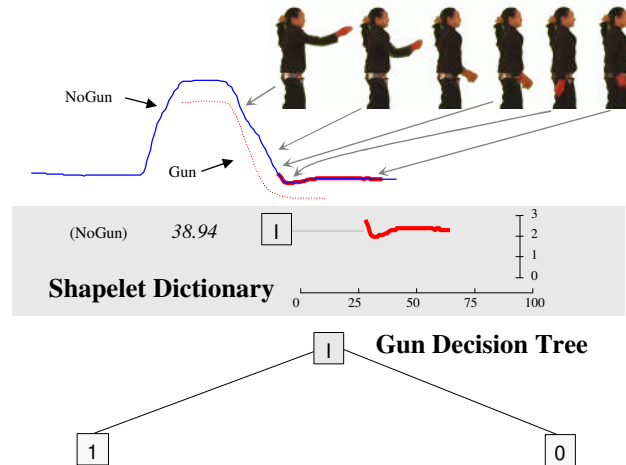 NoGun
Gun
(NoGun) 38.94 I
3
2
1
0
Shapelet Dictionary
0 25 50 75 100
I
Gun Decision Tree
1 0